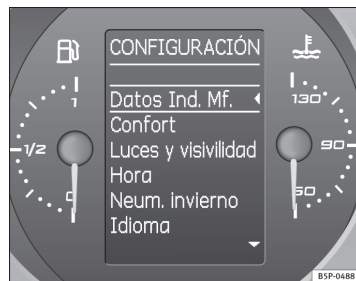 CONFIGURACIÓN
Datos Ind. Mf.
Confort
Luces y visivilidad
Hora
Neum. invierno
Idioma
1
1/2
0
130
90
50
B5P-0488